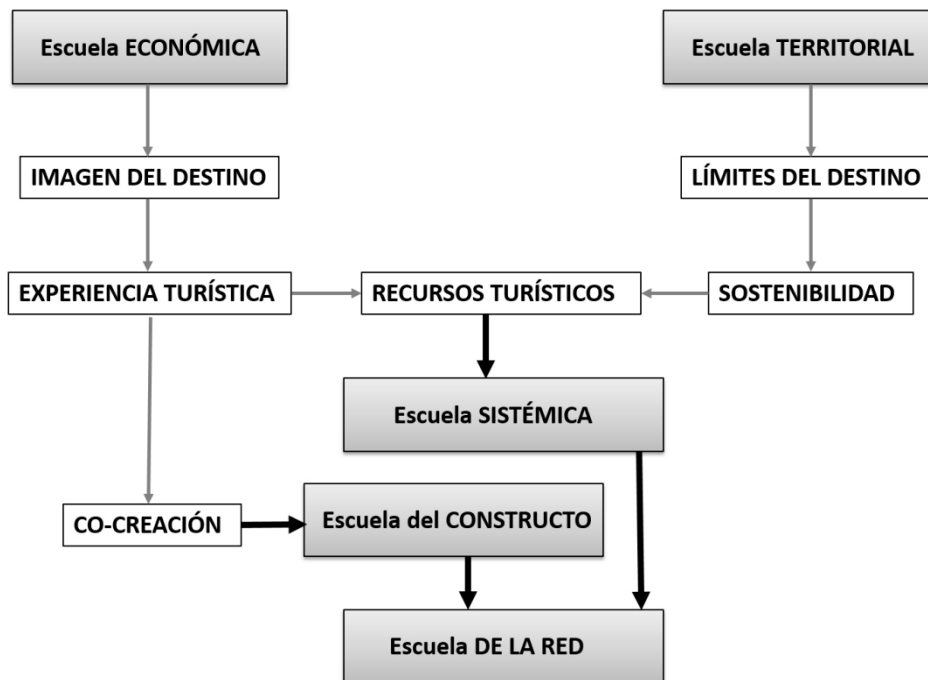 Escuela ECONÓMICA
Escuela TERRITORIAL
IMAGEN DEL DESTINO
LÍMITES DEL DESTINO
EXPERIENCIA TURÍSTICA
RECURSOS TURÍSTICOS
SOSTENIBILIDAD
Escuela SISTÉMICA
CO-CREACIÓN
Escuela del CONSTRUCTO
Escuela DE LA RED